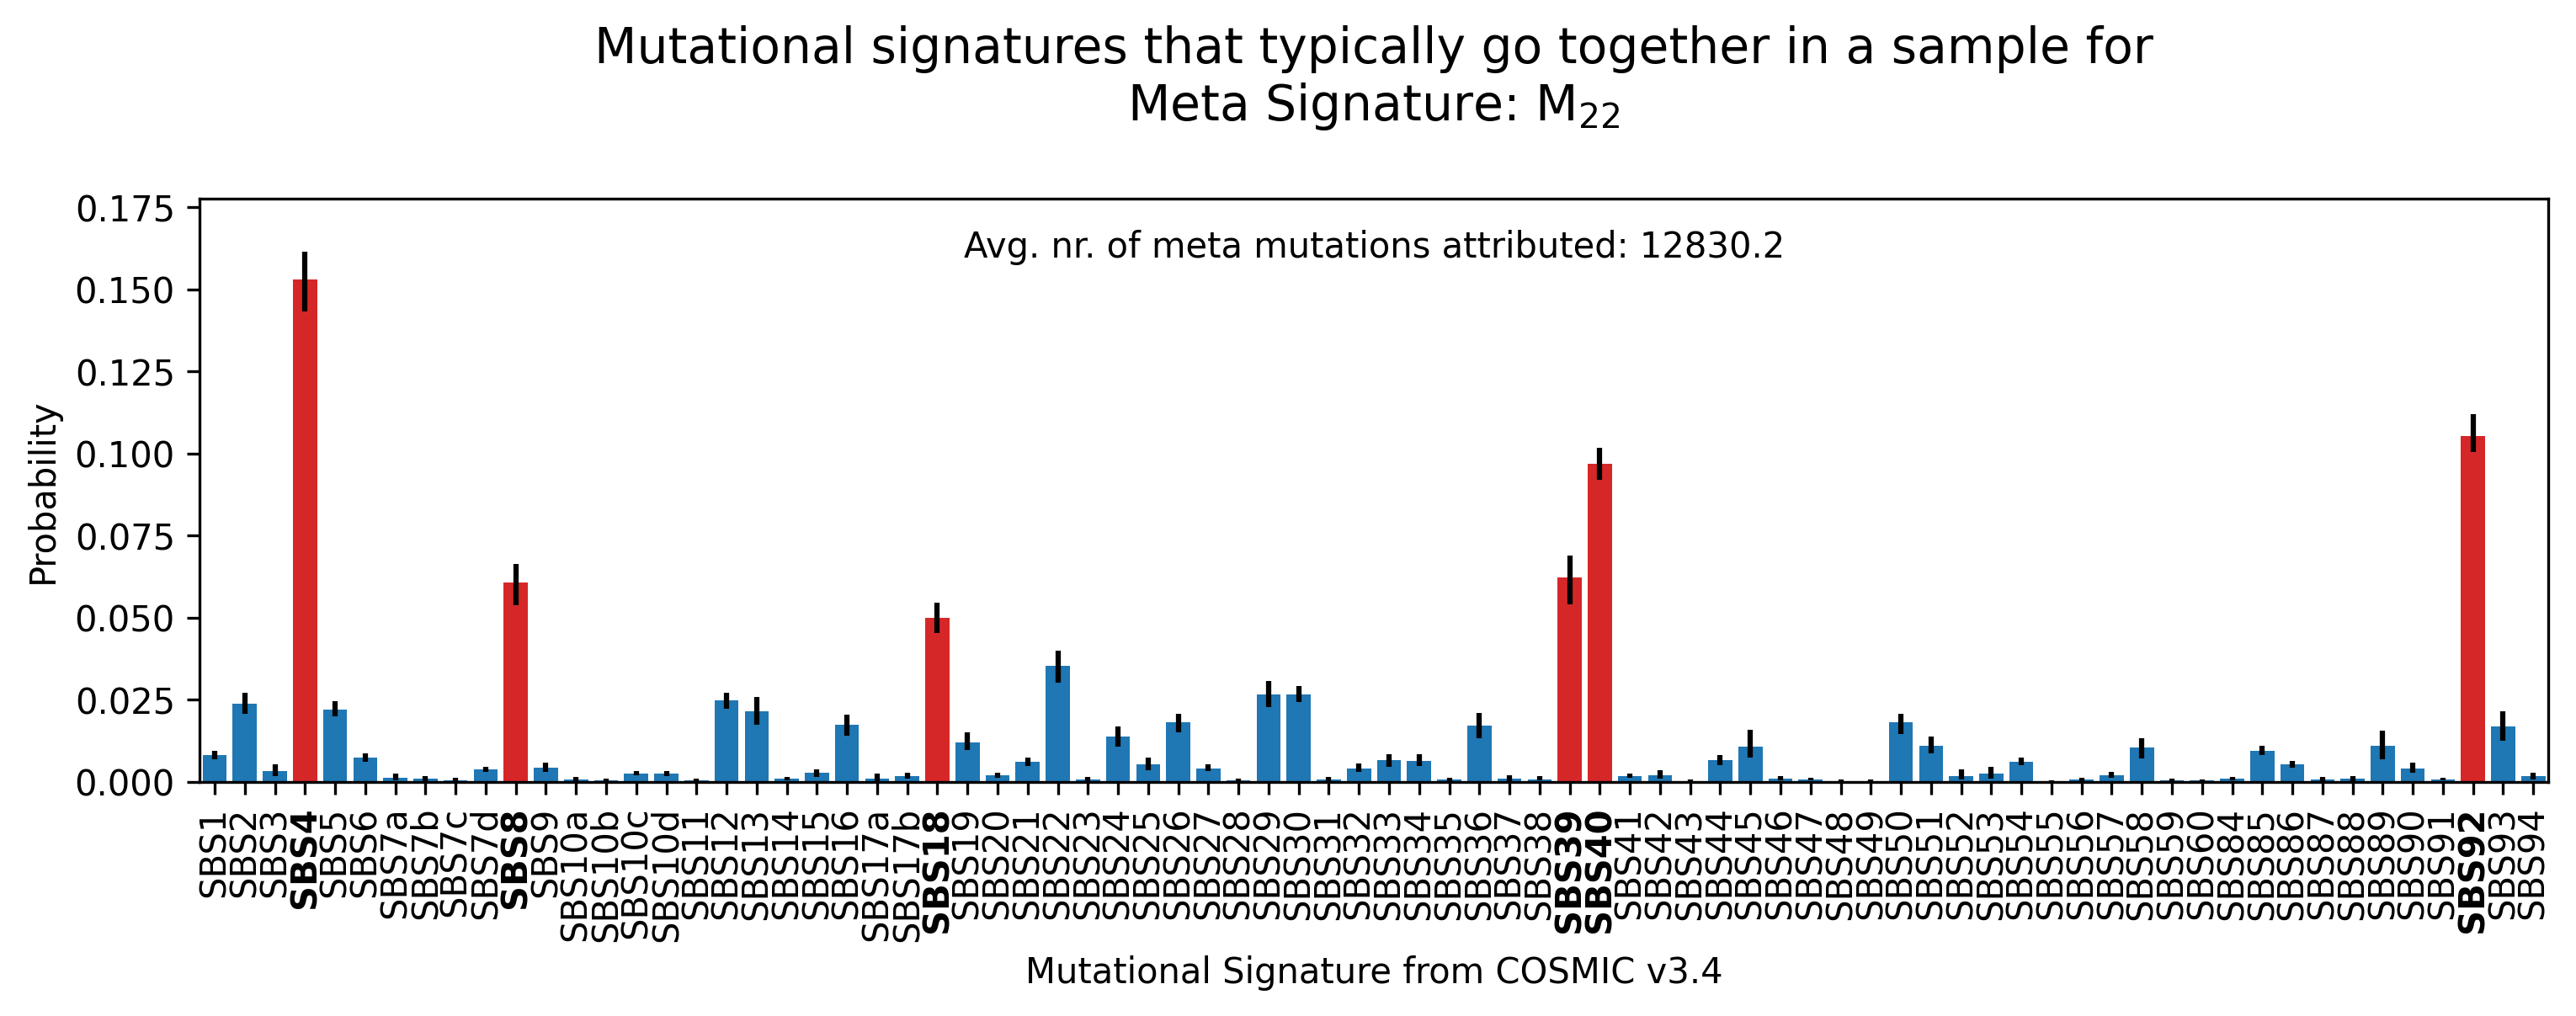 Mutational signatures that typically go together in a sample for
Meta Signature: M₂₂
Avg. nr. of meta mutations attributed: 12830.2
Probability
0.175
0.150
0.125
0.100
0.075
0.050
0.025
0.000
SBS1
SBS2
SBS3
SBS4
SBS5
SBS6
SBS7a
SBS7b
SBS7c
SBS7d
SBS8
SBS9
SBS10a
SBS10b
SBS10c
SBS10d
SBS11
SBS12
SBS13
SBS14
SBS15
SBS16
SBS17a
SBS17b
SBS18
SBS19
SBS20
SBS21
SBS22
SBS23
SBS24
SBS25
SBS26
SBS27
SBS28
SBS29
SBS30
SBS31
SBS32
SBS33
SBS34
SBS35
SBS36
SBS37
SBS38
SBS39
SBS40
SBS41
SBS42
SBS43
SBS44
SBS45
SBS46
SBS47
SBS48
SBS49
SBS50
SBS51
SBS52
SBS53
SBS54
SBS55
SBS56
SBS57
SBS58
SBS59
SBS60
SBS84
SBS85
SBS86
SBS87
SBS88
SBS89
SBS90
SBS91
SBS92
SBS93
SBS94
Mutational Signature from COSMIC v3.4